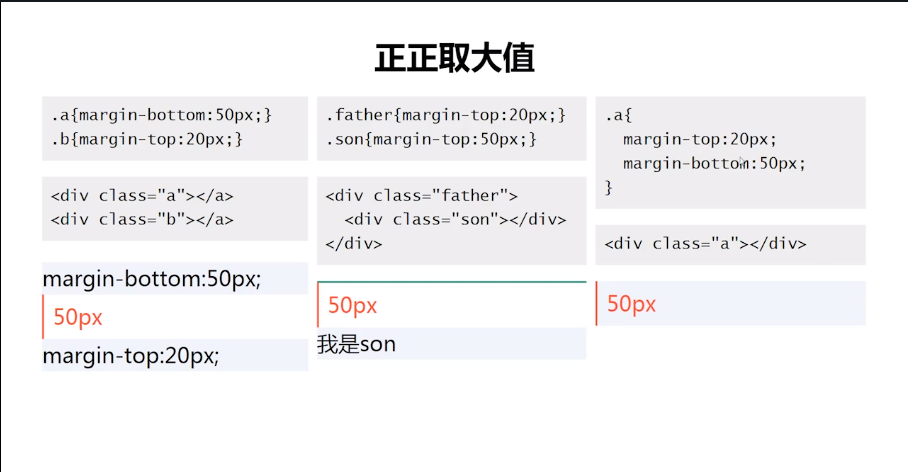 正正取大值
.a{margin-bottom:50px;}
.b{margin-top:20px;}
<div class="a"></a>
<div class="b"></a>
margin-bottom:50px;
50px
margin-top:20px;
.father{margin-top:20px;}
.son{margin-top:50px;}
<div class="father">
<div class="son"></div>
</div>
50px
我是son
.a{
margin-top:20px;
margin-bottom:50px;
}
<div class="a"></div>
50px